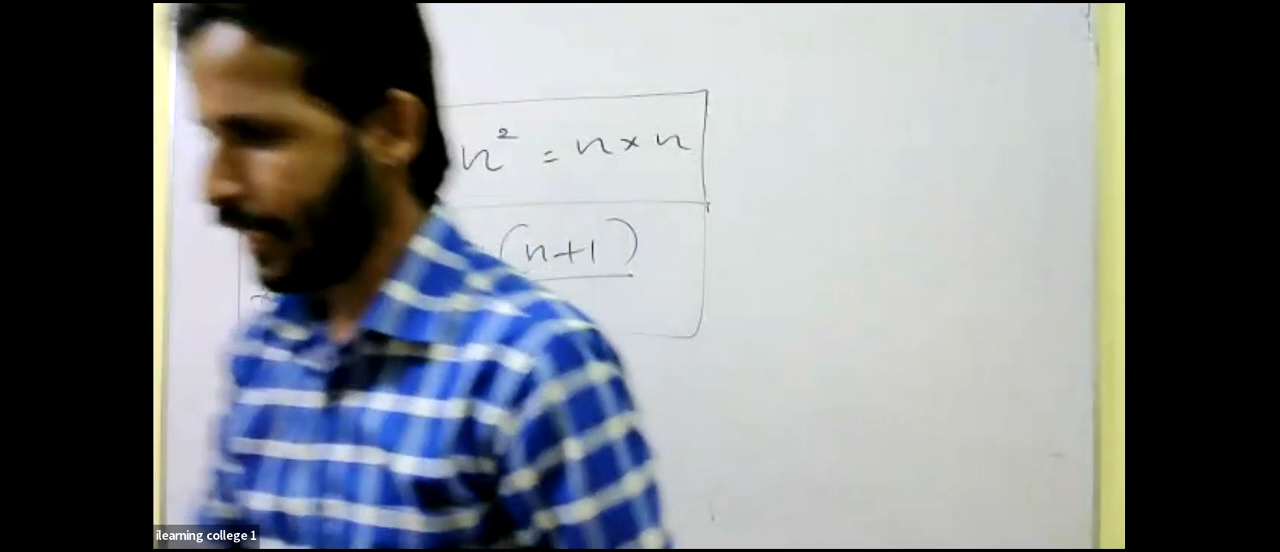 n² = n × n
(n+1)
ilearning college 1